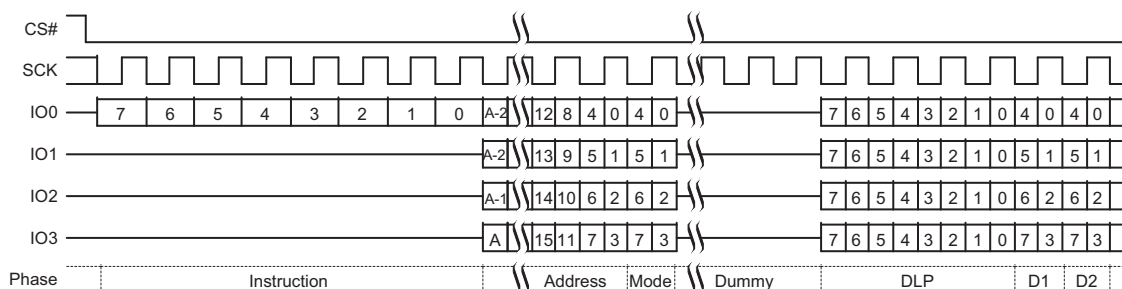 CS#
SCK
IO0 7 6 5 4 3 2 1 0 A-2 12 8 4 0 4 0 7 6 5 4 3 2 1 0 4 0 4 0
IO1 A-2 13 9 5 1 5 1 7 6 5 4 3 2 1 0 5 1 5 1
IO2 A-1 14 10 6 2 6 2 7 6 5 4 3 2 1 0 6 2 6 2
IO3 A 15 11 7 3 7 3 7 6 5 4 3 2 1 0 7 3 7 3
Phase Instruction Address Mode Dummy DLP D1 D2